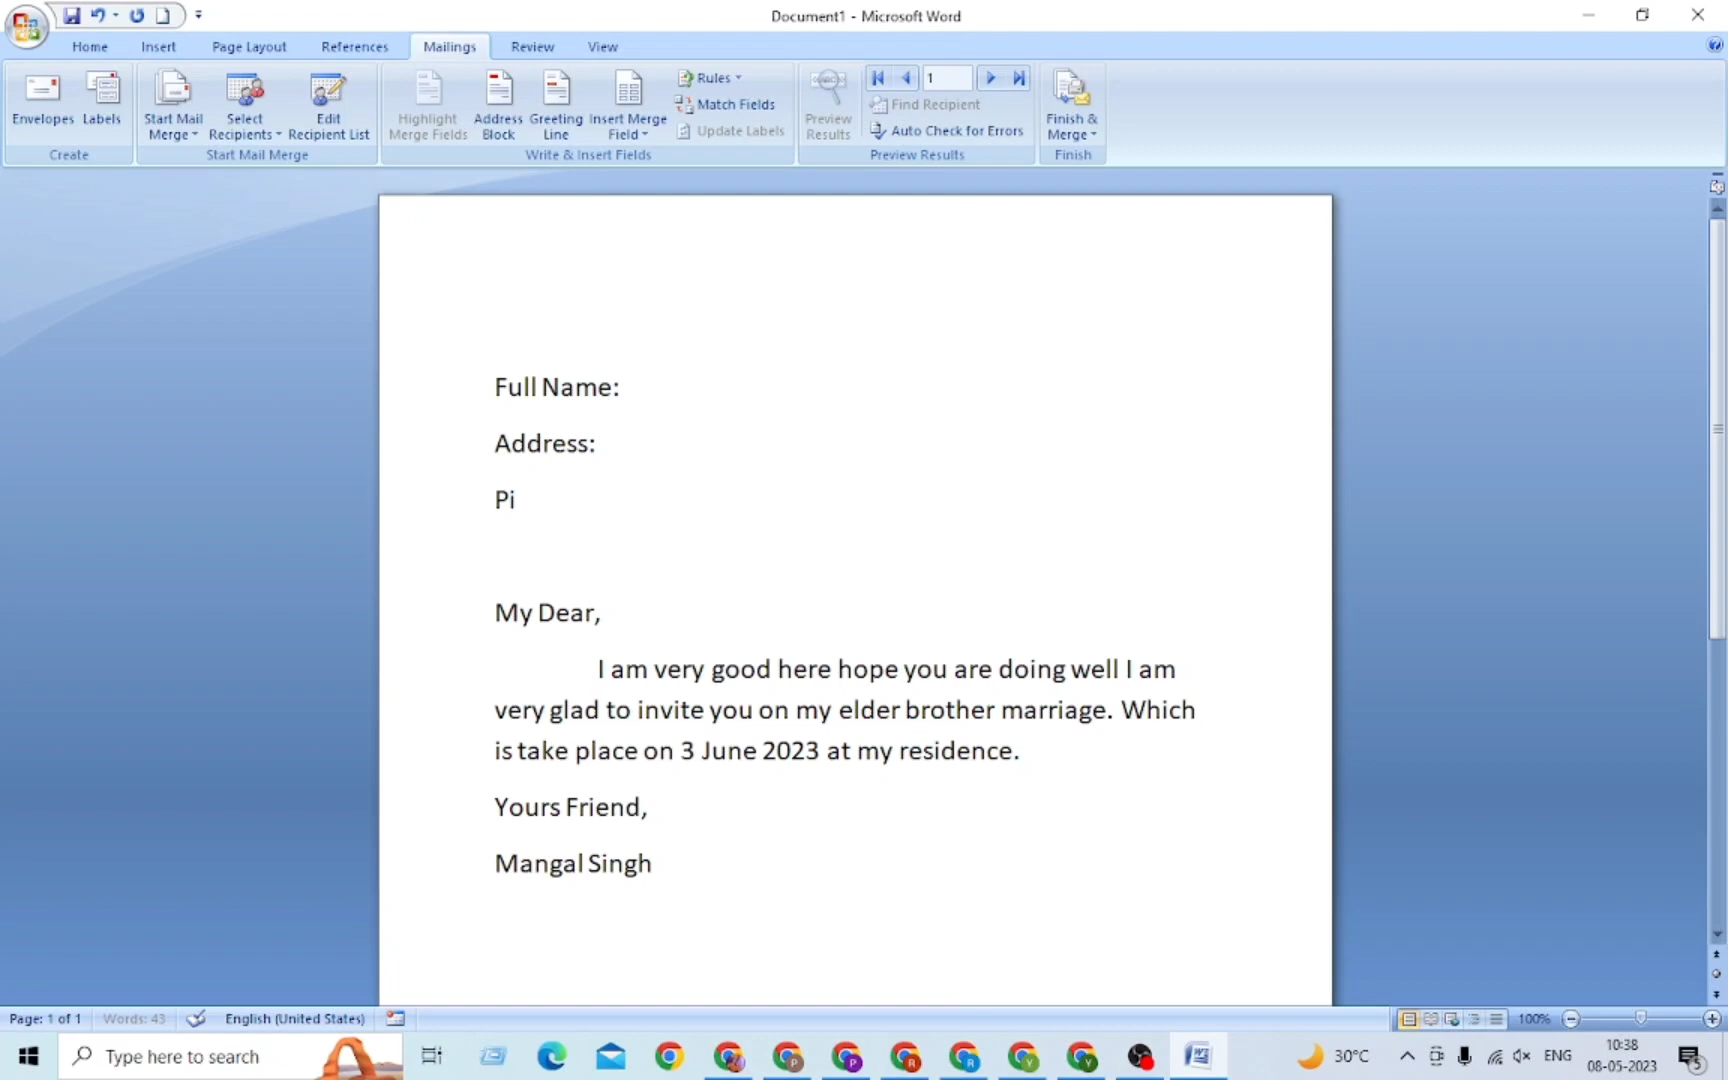 Document1 - Microsoft Word
Home Insert Page Layout References Mailings Review View
Envelopes Labels
Create
Start Mail Merge
Select Recipients
Edit Recipient List
Start Mail Merge
Highlight Merge Fields
Address Block
Greeting Line
Insert Merge Field
Rules
Match Fields
Update Labels
Write & Insert Fields
Preview Results
1
Find Recipient
Auto Check for Errors
Preview Results
Finish & Merge
Finish
Full Name:
Address:
Pi
My Dear,
I am very good here hope you are doing well I am
very glad to invite you on my elder brother marriage. Which
is take place on 3 June 2023 at my residence.
Yours Friend,
Mangal Singh
Page: 1 of 1 Words: 43 English (United States) 100%
Type here to search 30°C ENG 10:38
08-05-2023 5